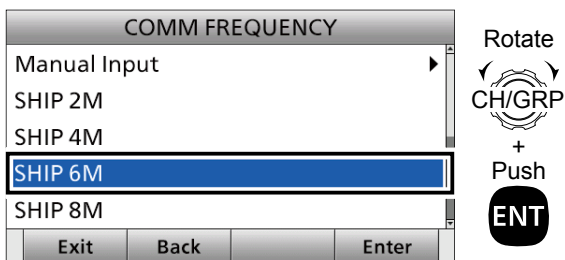 COMM FREQUENCY
Manual Input
SHIP 2M
SHIP 4M
SHIP 6M
SHIP 8M
Exit Back Enter
Rotate
CH/GRP
+
Push
ENT